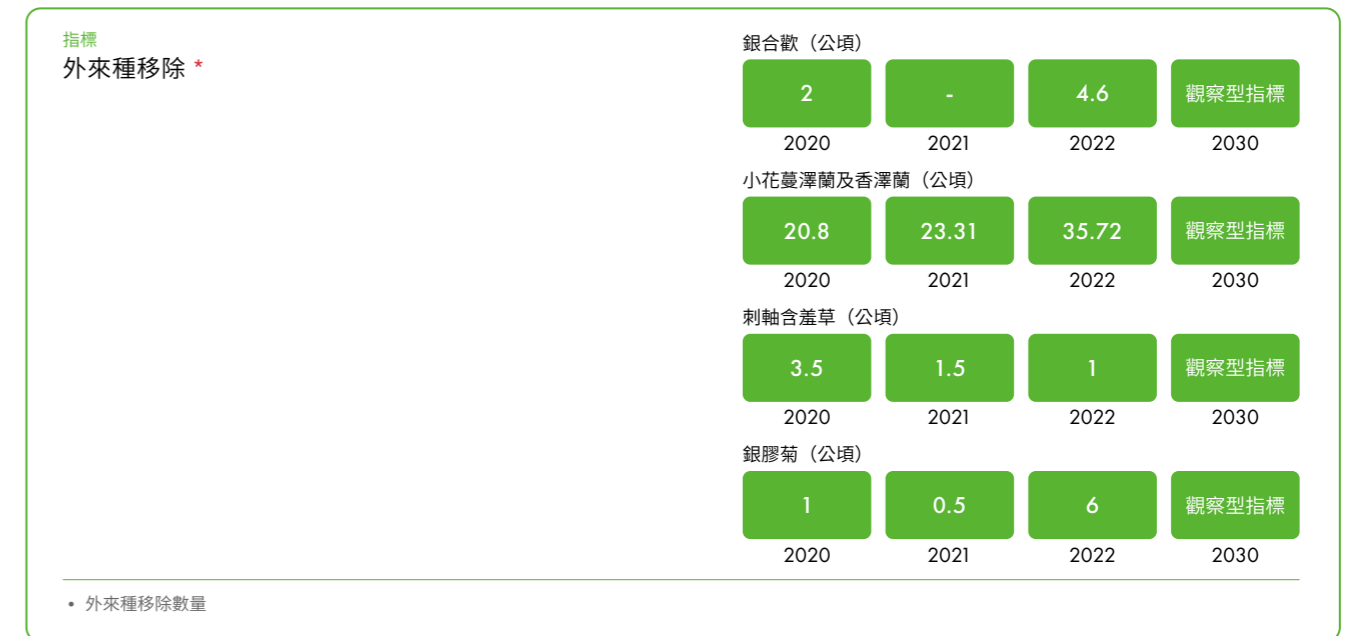 指標
外來種移除 *
銀合歡（公頃）
2 - 4.6 觀察型指標
2020 2021 2022 2030
小花蔓澤蘭及香澤蘭（公頃）
20.8 23.31 35.72 觀察型指標
2020 2021 2022 2030
刺軸含羞草（公頃）
3.5 1.5 1 觀察型指標
2020 2021 2022 2030
銀膠菊（公頃）
1 0.5 6 觀察型指標
2020 2021 2022 2030
• 外來種移除數量